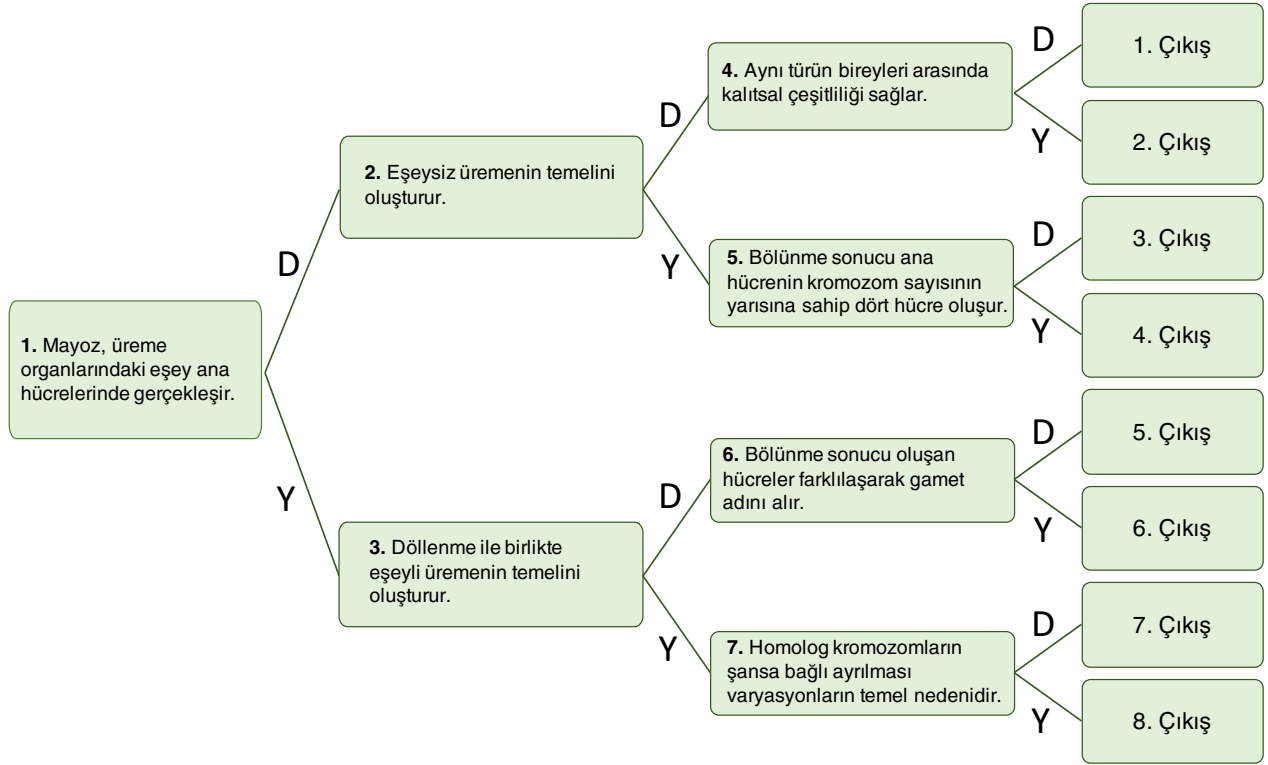 1. Mayoz, üreme
organlarındaki eşey ana
hücrelerinde gerçekleşir.
D
Y
2. Eşeysiz üremenin temelini
oluşturur.
D
Y
3. Döllenme ile birlikte
eşeyli üremenin temelini
oluşturur.
D
Y
4. Aynı türün bireyleri arasında
kalıtsal çeşitliliği sağlar.
D
Y
5. Bölünme sonucu ana
hücrenin kromozom sayısının
yarısına sahip dört hücre oluşur.
D
Y
6. Bölünme sonucu oluşan
hücreler farklılaşarak gamet
adını alır.
D
Y
7. Homolog kromozomların
şansa bağlı ayrılması
varyasyonların temel nedenidir.
D
Y
1. Çıkış
2. Çıkış
3. Çıkış
4. Çıkış
5. Çıkış
6. Çıkış
7. Çıkış
8. Çıkış